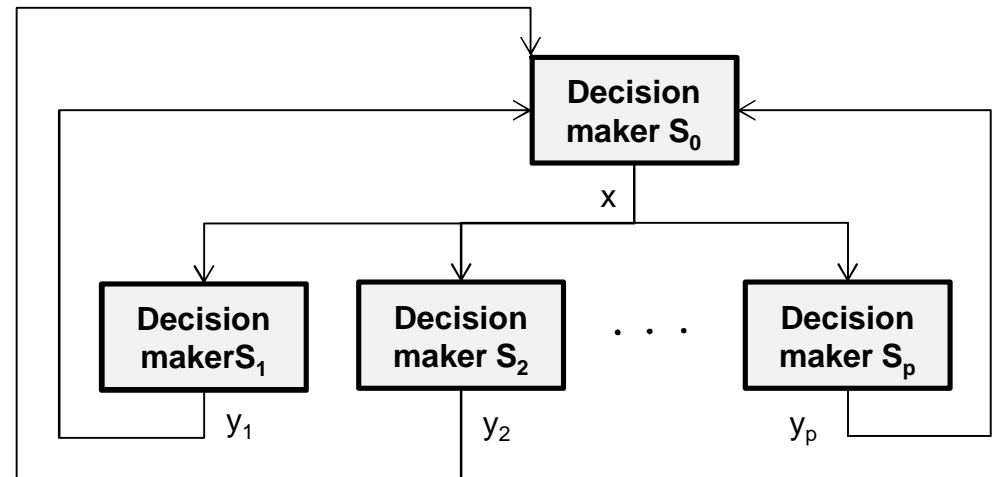 Decision
maker S₀
x
Decision
makerS₁
Decision
maker S₂
. . .
Decision
maker Sₚ
y₁
y₂
yₚ